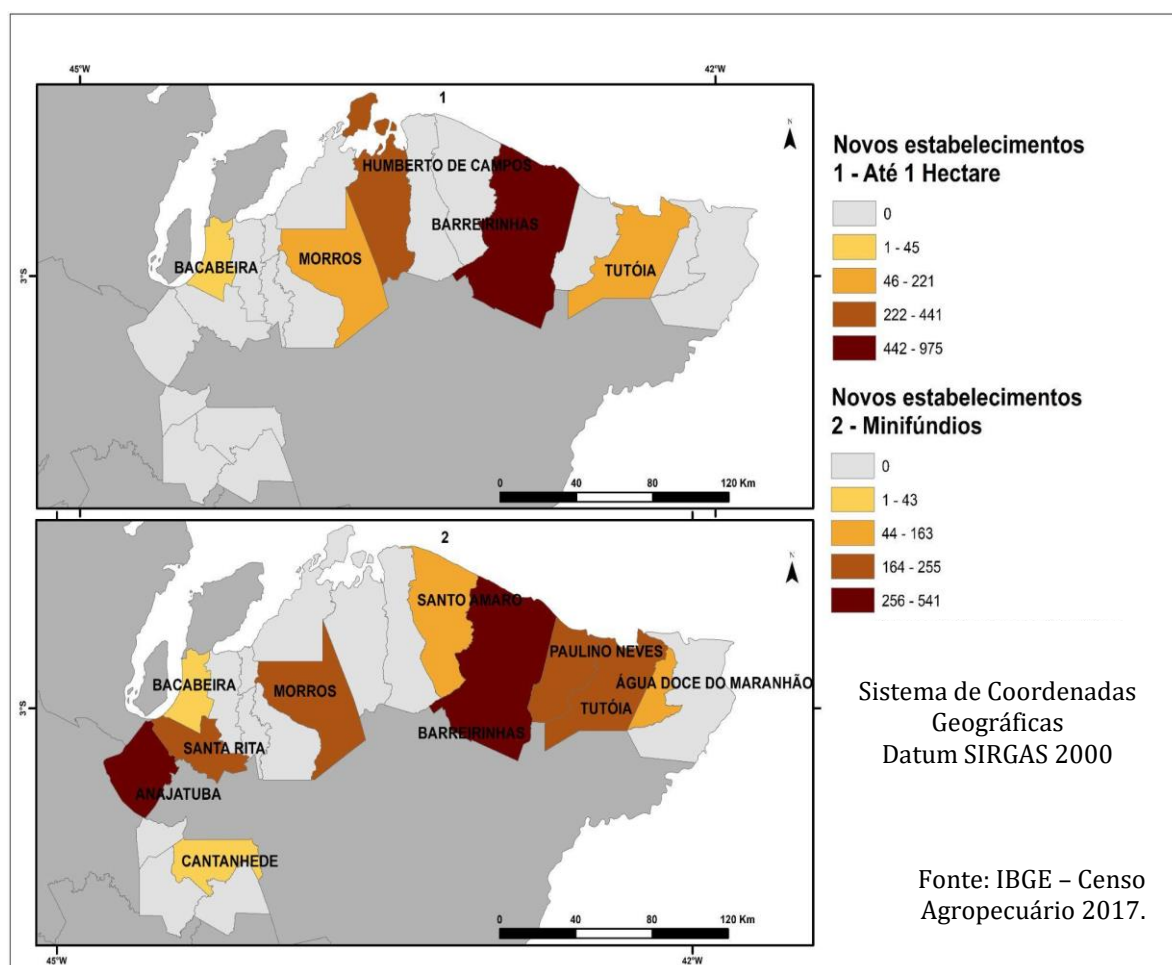 45°W
42°W
1
N
HUMBERTO DE CAMPOS
BARREIRINHAS
BACABEIRA
MORROS
TUTÓIA
3°S
0 40 80 120 Km
Novos estabelecimentos
1 - Até 1 Hectare
0
1 - 45
46 - 221
222 - 441
442 - 975
Novos estabelecimentos
2 - Minifúndios
0
1 - 43
44 - 163
164 - 255
256 - 541
2
N
SANTO AMARO
PAULINO NEVES
BACABEIRA
MORROS
ÁGUA DOCE DO MARANHÃO
TUTÓIA
3°S
BARREIRINHAS
SANTA RITA
ANAJATUBA
CANTANHEDE
0 40 80 120 Km
45°W
42°W
Sistema de Coordenadas
Geográficas
Datum SIRGAS 2000
Fonte: IBGE – Censo
Agropecuário 2017.